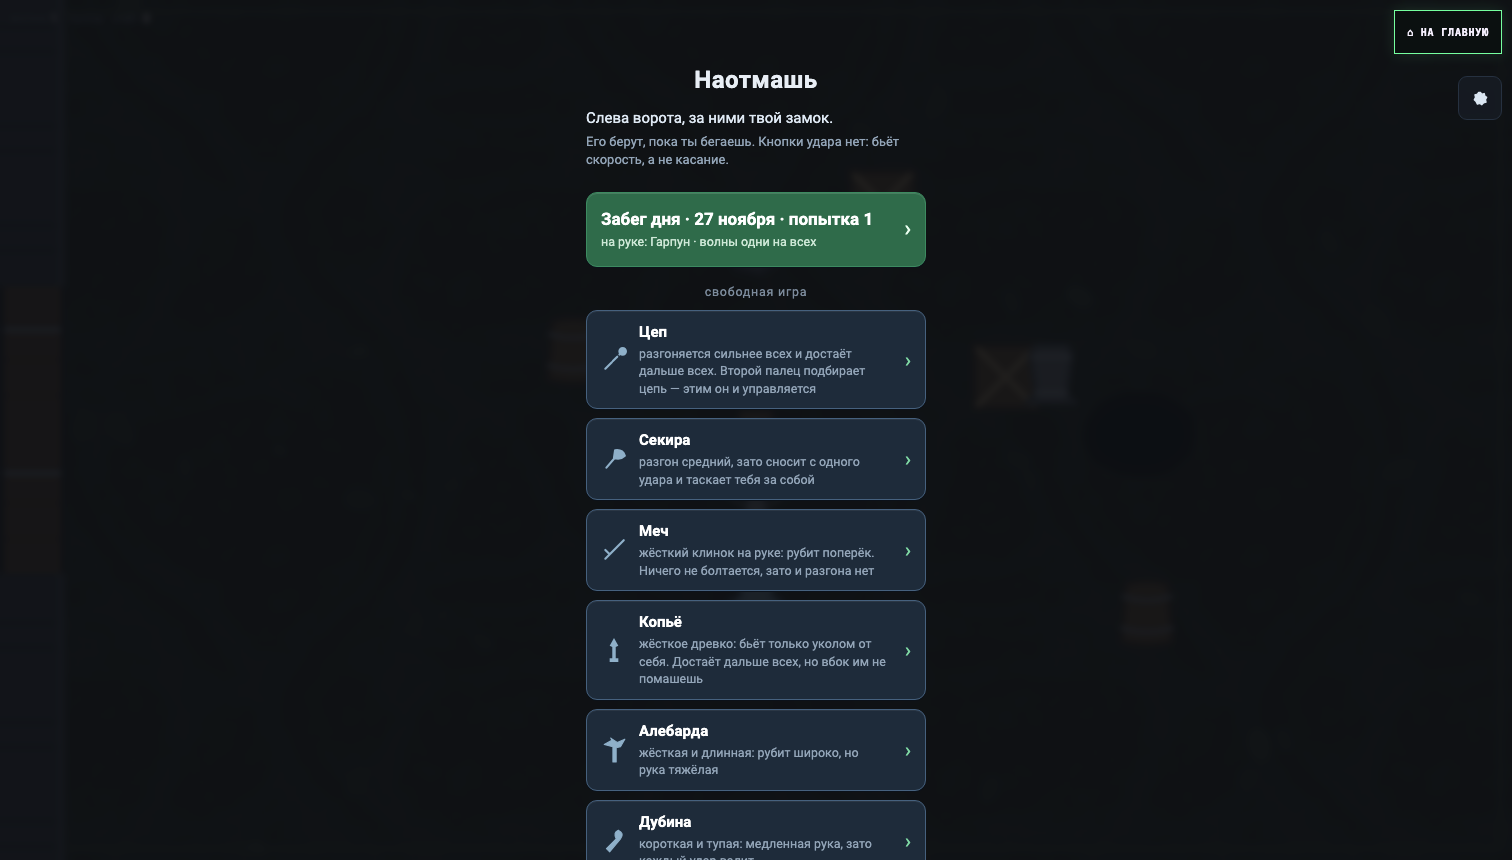 ⌂ НА ГЛАВНУЮ
Наотмашь
Слева ворота, за ними твой замок.
Его берут, пока ты бегаешь. Кнопки удара нет: бьёт
скорость, а не касание.
Забег дня · 27 ноября · попытка 1
на руке: Гарпун · волны одни на всех
свободная игра
Цеп
разгоняется сильнее всех и достаёт
дальше всех. Второй палец подбирает
цепь — этим он и управляется
Секира
разгон средний, зато сносит с одного
удара и таскает тебя за собой
Меч
жёсткий клинок на руке: рубит поперёк.
Ничего не болтается, зато и разгона нет
Копьё
жёсткое древко: бьёт только уколом от
себя. Достаёт дальше всех, но вбок им не
помашешь
Алебарда
жёсткая и длинная: рубит широко, но
рука тяжёлая
Дубина
короткая и тупая: медленная рука, зато
каждый удар валит